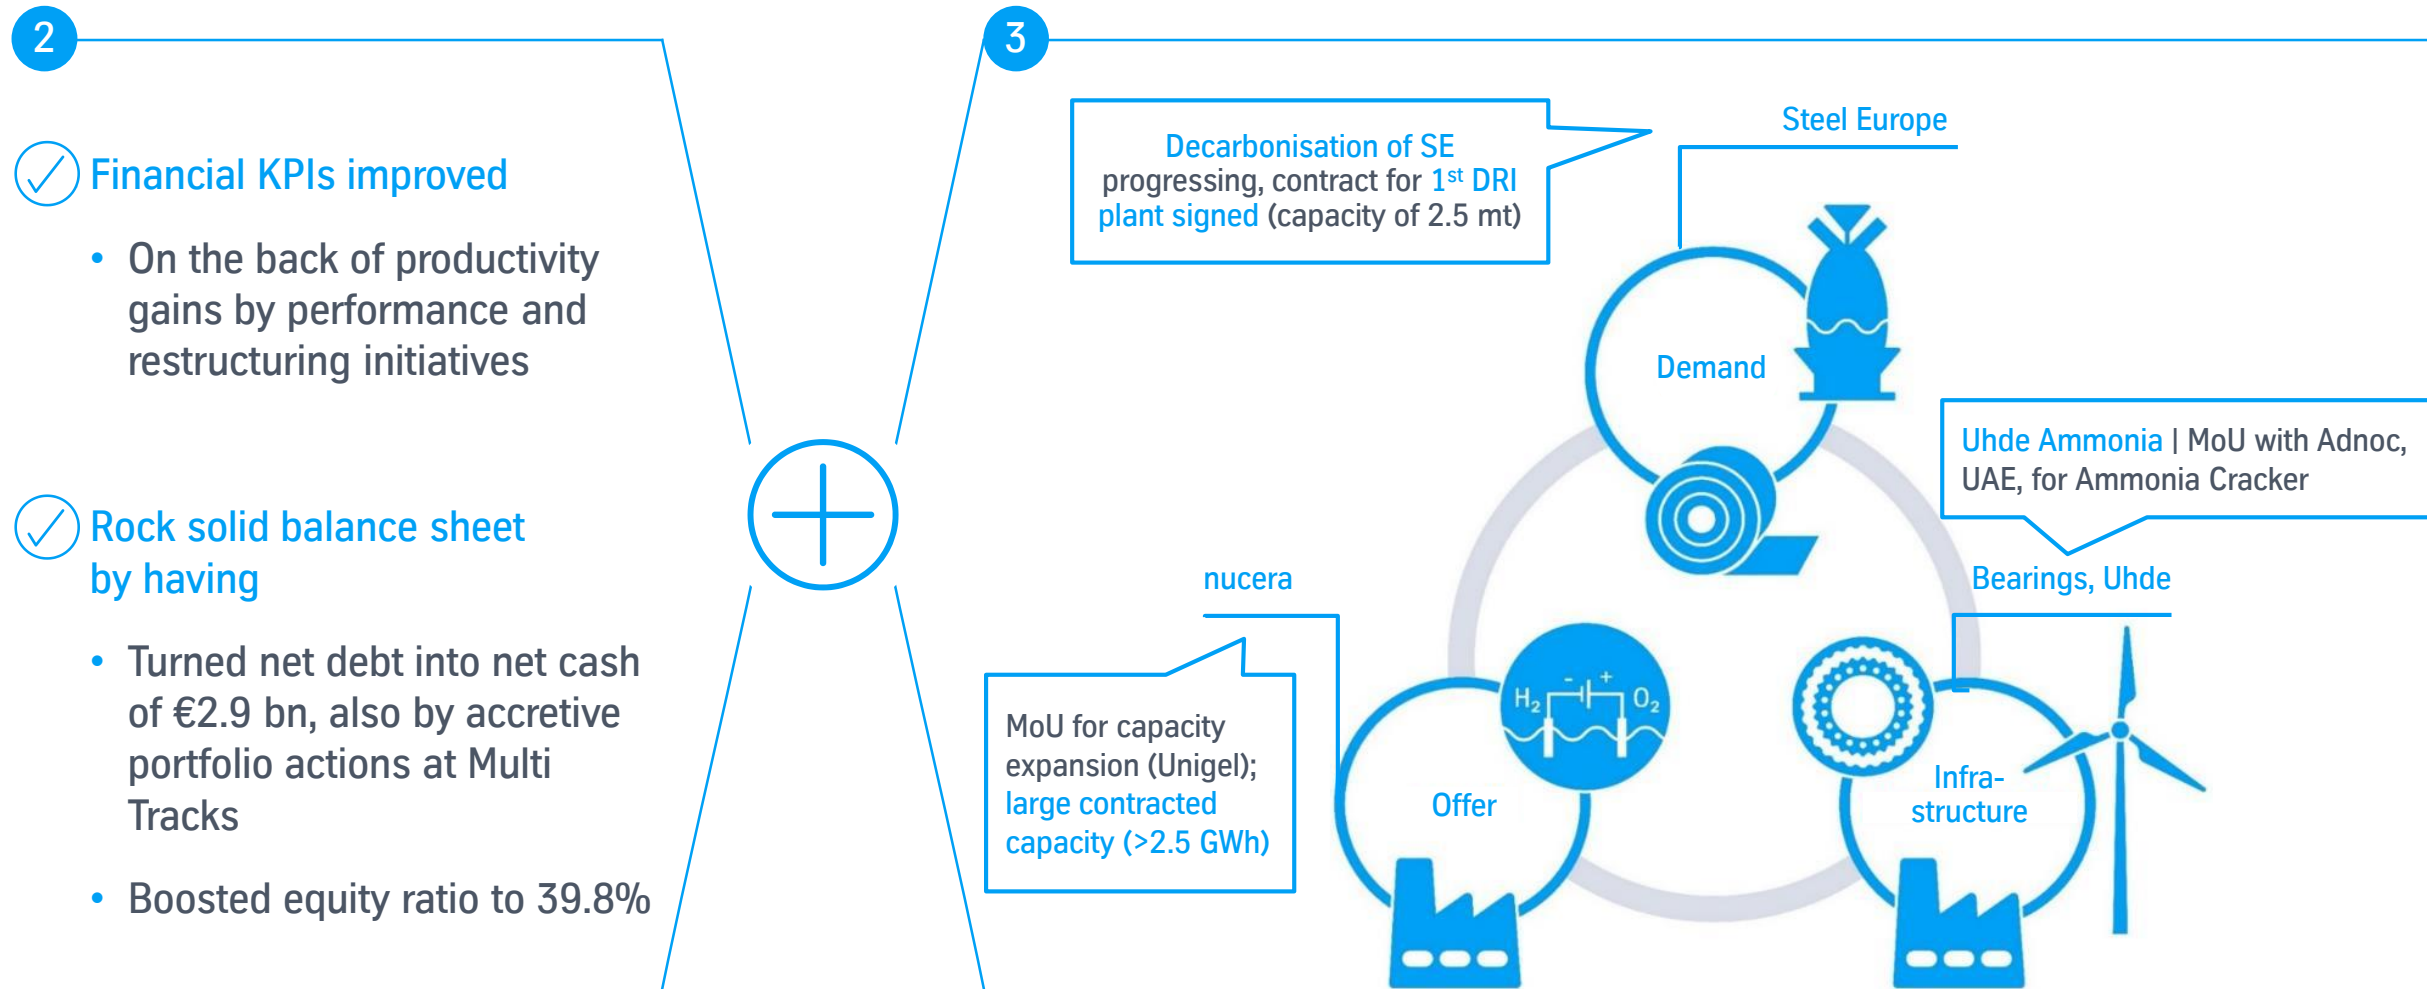 2
Financial KPIs improved
• On the back of productivity
gains by performance and
restructuring initiatives
Rock solid balance sheet
by having
• Turned net debt into net cash
of €2.9 bn, also by accretive
portfolio actions at Multi
Tracks
• Boosted equity ratio to 39.8%
3
Decarbonisation of SE
progressing, contract for 1st DRI
plant signed (capacity of 2.5 mt)
Steel Europe
Demand
Uhde Ammonia | MoU with Adnoc,
UAE, for Ammonia Cracker
Bearings, Uhde
nucera
MoU for capacity
expansion (Unigel);
large contracted
capacity (>2.5 GWh)
H2 - + O2
Offer
Infra-
structure